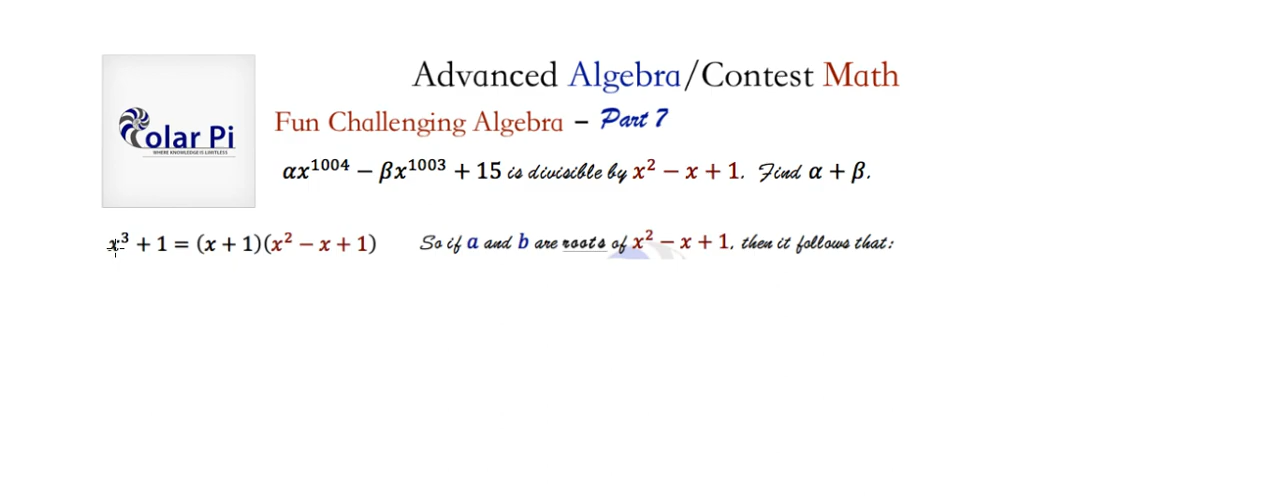 Advanced Algebra/Contest Math
Fun Challenging Algebra – Part 7
olar Pi
WHERE KNOWLEDGE IS LIMITLESS
αx¹⁰⁰⁴ − βx¹⁰⁰³ + 15 is divisible by x² − x + 1. Find α + β.
x³ + 1 = (x + 1)(x² − x + 1) So if a and b are roots of x² − x + 1, then it follows that: